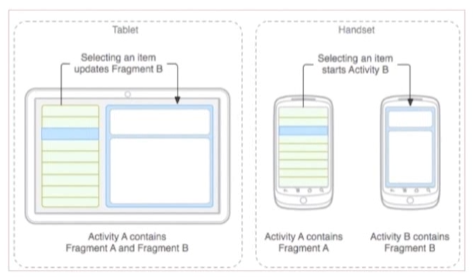 Tablet
Selecting an item
updates Fragment B
Activity A contains
Fragment A and Fragment B
Handset
Selecting an item
starts Activity B
Activity A contains
Fragment A
Activity B contains
Fragment B